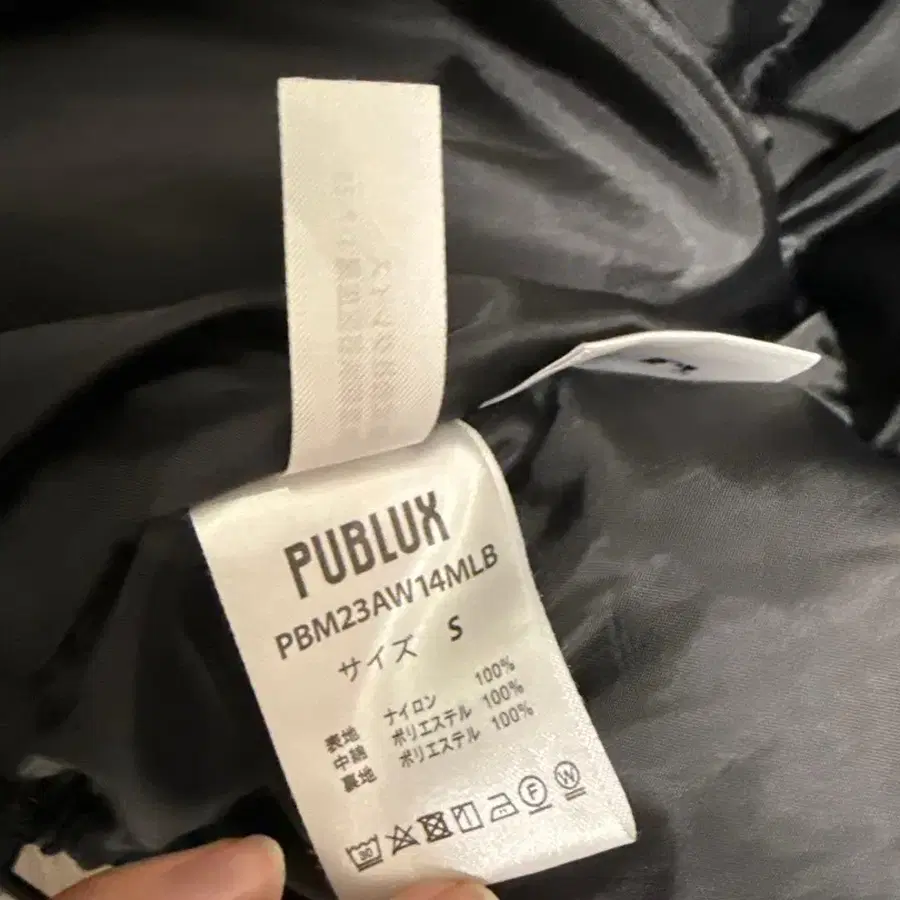 PUBLUX
PBM23AW14MLB
サイズ S
表地 ナイロン 100%
中綿 ポリエステル 100%
裏地 ポリエステル 100%
30 F W